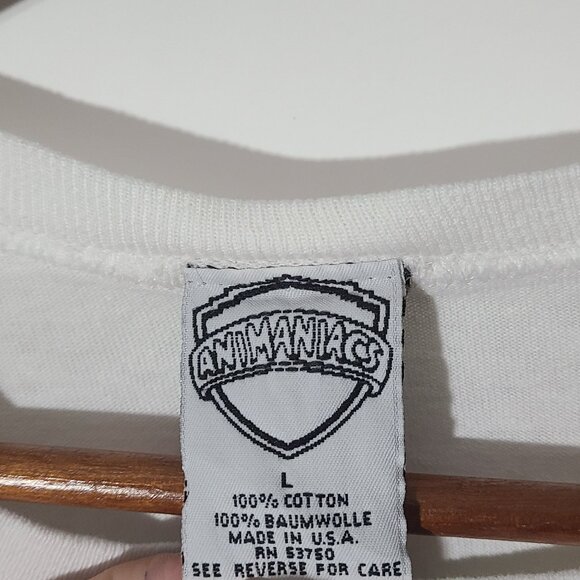 ANIMANIACS
L
100% COTTON
100% BAUMWOLLE
MADE IN U.S.A.
RN 53750
SEE REVERSE FOR CARE